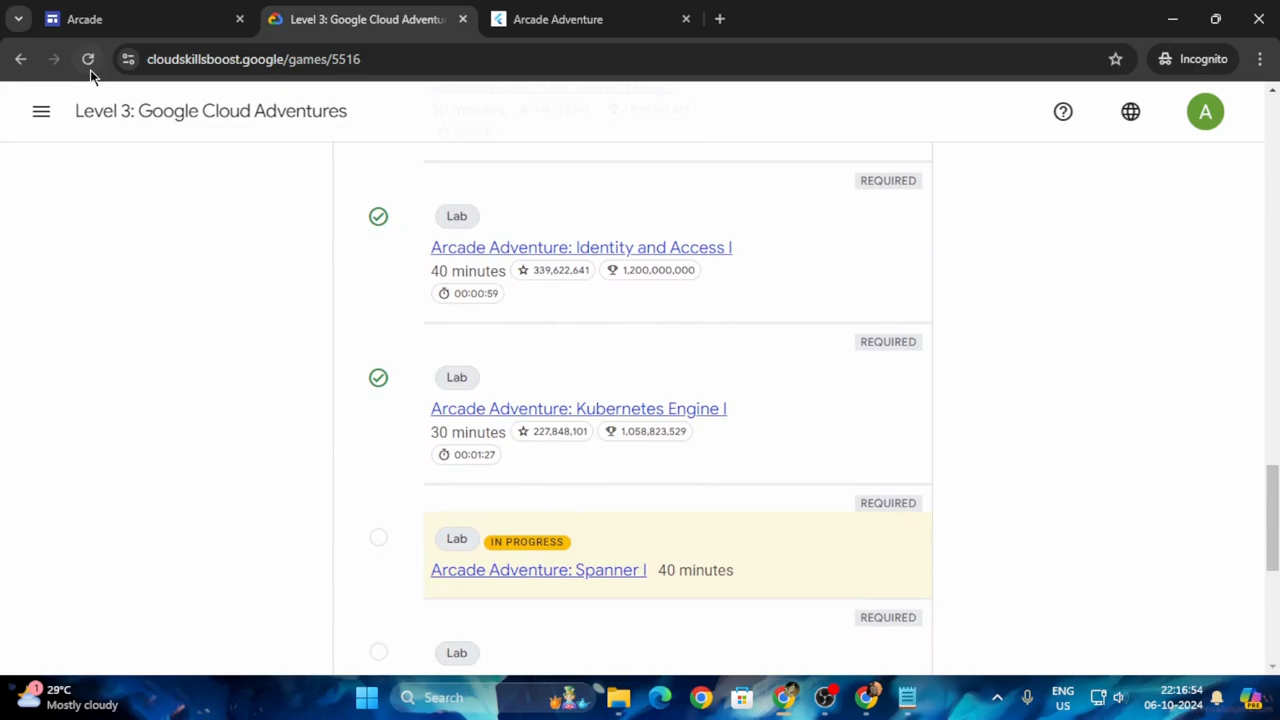 Arcade
Level 3: Google Cloud Adventu
Arcade Adventure
cloudskillsboost.google/games/5516
Incognito
Level 3: Google Cloud Adventures
30 minutes
A
REQUIRED
Lab
Arcade Adventure: Identity and Access I
40 minutes 339,622,641 1,200,000,000
00:00:59
REQUIRED
Lab
Arcade Adventure: Kubernetes Engine I
30 minutes 227,848,101 1,058,823,529
00:01:27
REQUIRED
Lab IN PROGRESS
Arcade Adventure: Spanner I 40 minutes
REQUIRED
Lab
1
29°C
Mostly cloudy
Search
ENG
US
22:16:54
06-10-2024
PRE